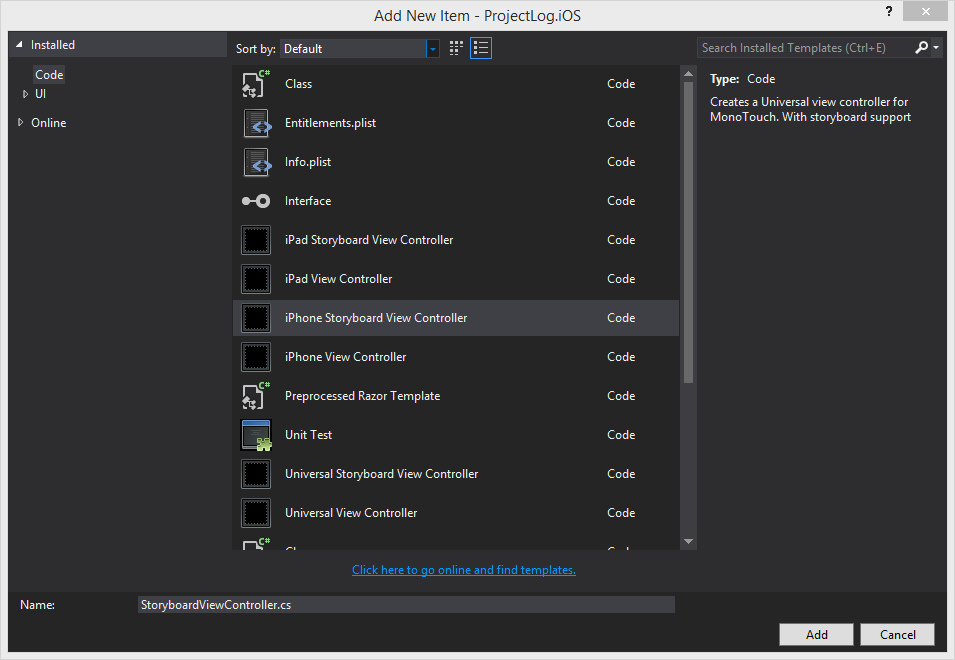 Add New Item - ProjectLog.iOS
?
Installed
Code
UI
Online
Sort by: Default
Search Installed Templates (Ctrl+E)
C# Class Code
Entitlements.plist Code
Info.plist Code
Interface Code
iPad Storyboard View Controller Code
iPad View Controller Code
iPhone Storyboard View Controller Code
iPhone View Controller Code
C# Preprocessed Razor Template Code
Unit Test Code
Universal Storyboard View Controller Code
Universal View Controller Code
C#
Type: Code
Creates a Universal view controller for
MonoTouch. With storyboard support
Click here to go online and find templates.
Name: StoryboardViewController.cs
Add Cancel